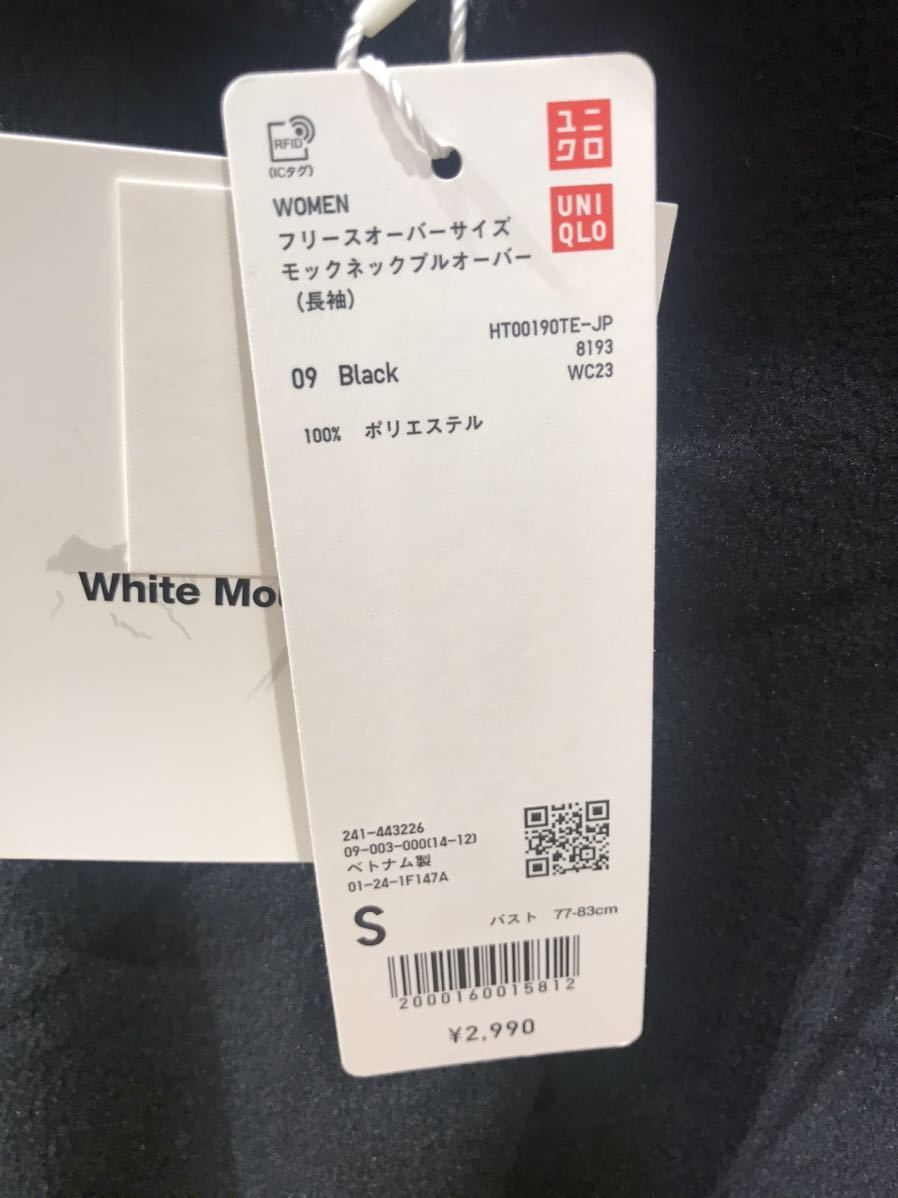 RFID
(ICタグ)
ユニ
クロ
UNI
QLO
WOMEN
フリースオーバーサイズ
モックネックプルオーバー
(長袖)
HT00190TE-JP
8193
WC23
09 Black
100% ポリエステル
White
241-443226
09-003-000(14-12)
ベトナム製
01-24-1F147A
S
バスト 77-83cm
2000160015812
¥2,990